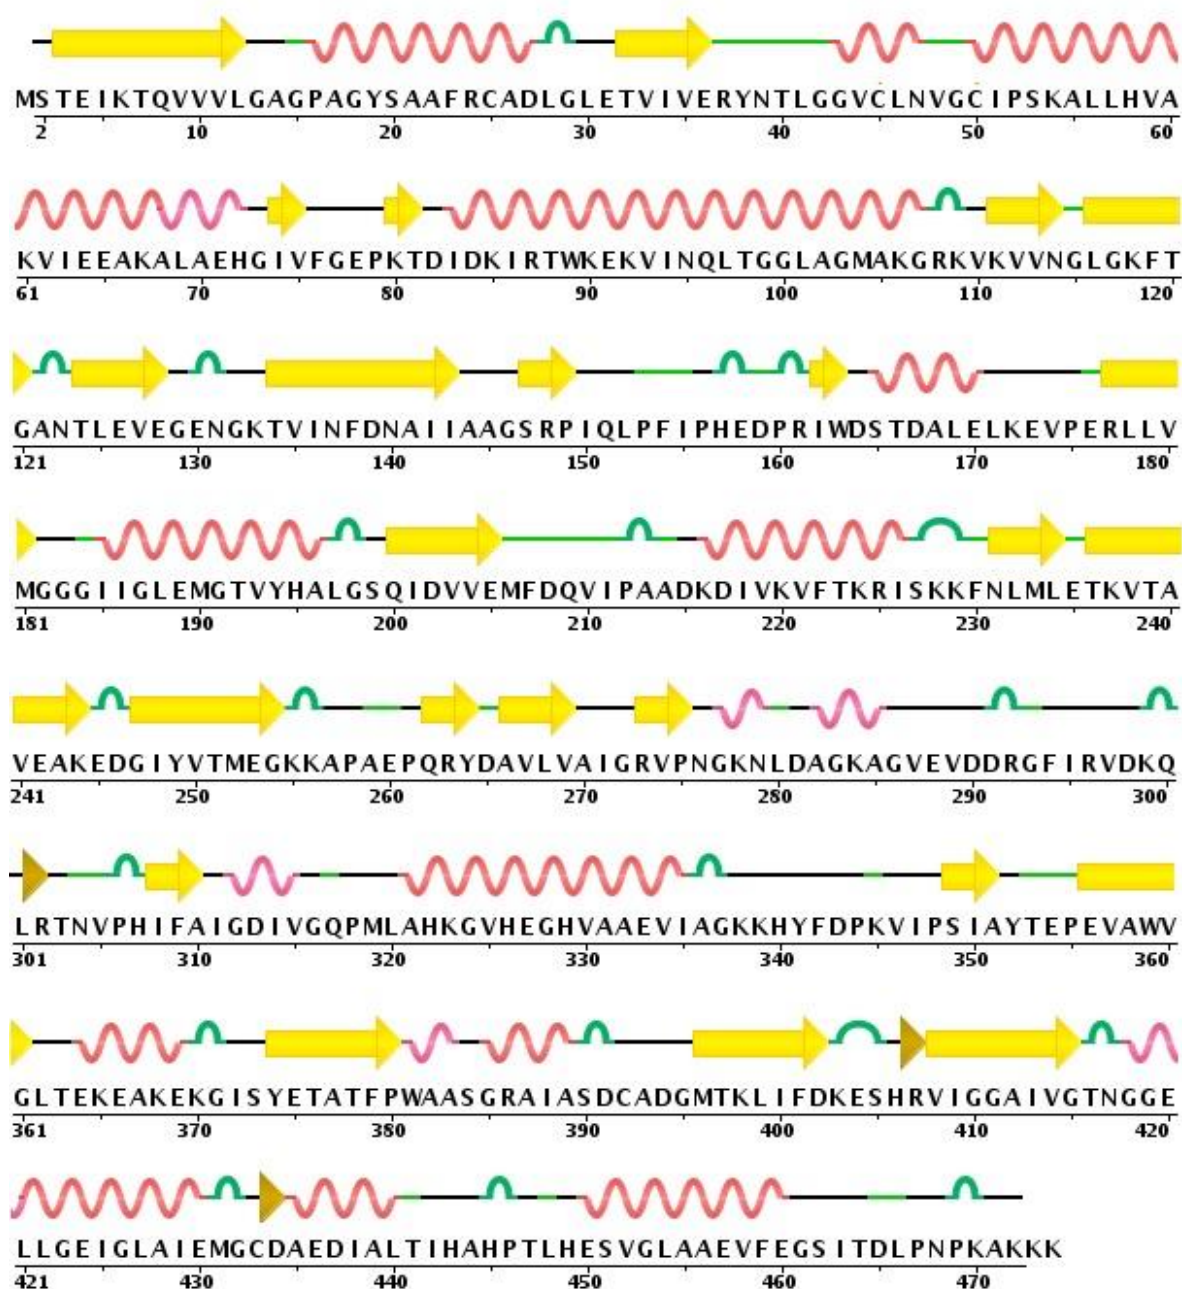 MSTEIKTQVVVLGAGPAGYSAAFRCADLGLETVIVERYNTLGGVCLNVGCIPSKALLHVA
2 10 20 30 40 50 60
KVIEEAKALAEHGIVFGEPKTDIDKIRTWKEKVINQLTGGLAGMAKGRKVKVVNGLGKFT
61 70 80 90 100 110 120
GANTLEVEGENGKTVINFDNAIIAAGSRPIQLPFIPHEDPRIWDSTDALELKEVPERLLV
121 130 140 150 160 170 180
MGGGIIGLEMGTVYHALGSQIDVVEMFDQVIPAADKDIVKVFTKRISKKFNLMLETKVTA
181 190 200 210 220 230 240
VEAKEDGIYVTMEGKKAPAEPQRYDAVLVAIGRVPNGKNLDAGKAGVEVDDRGFIRVDKQ
241 250 260 270 280 290 300
LRTNVPHIFAIGDIVGQPMLAHKGVHEGHVAAEVIAGKKHYFDPKVIPSIAYTEPEVAWV
301 310 320 330 340 350 360
GLTEKEAKEKGISYETATFPWAASGRAIASDCADGMTKLIFDKESHRVIGGAIVGTNGGE
361 370 380 390 400 410 420
LLGEIGLAIEMGCDAEDIALTIHAHPTLHESVGLAAEVFEGSITDLPNPKAKKK
421 430 440 450 460 470